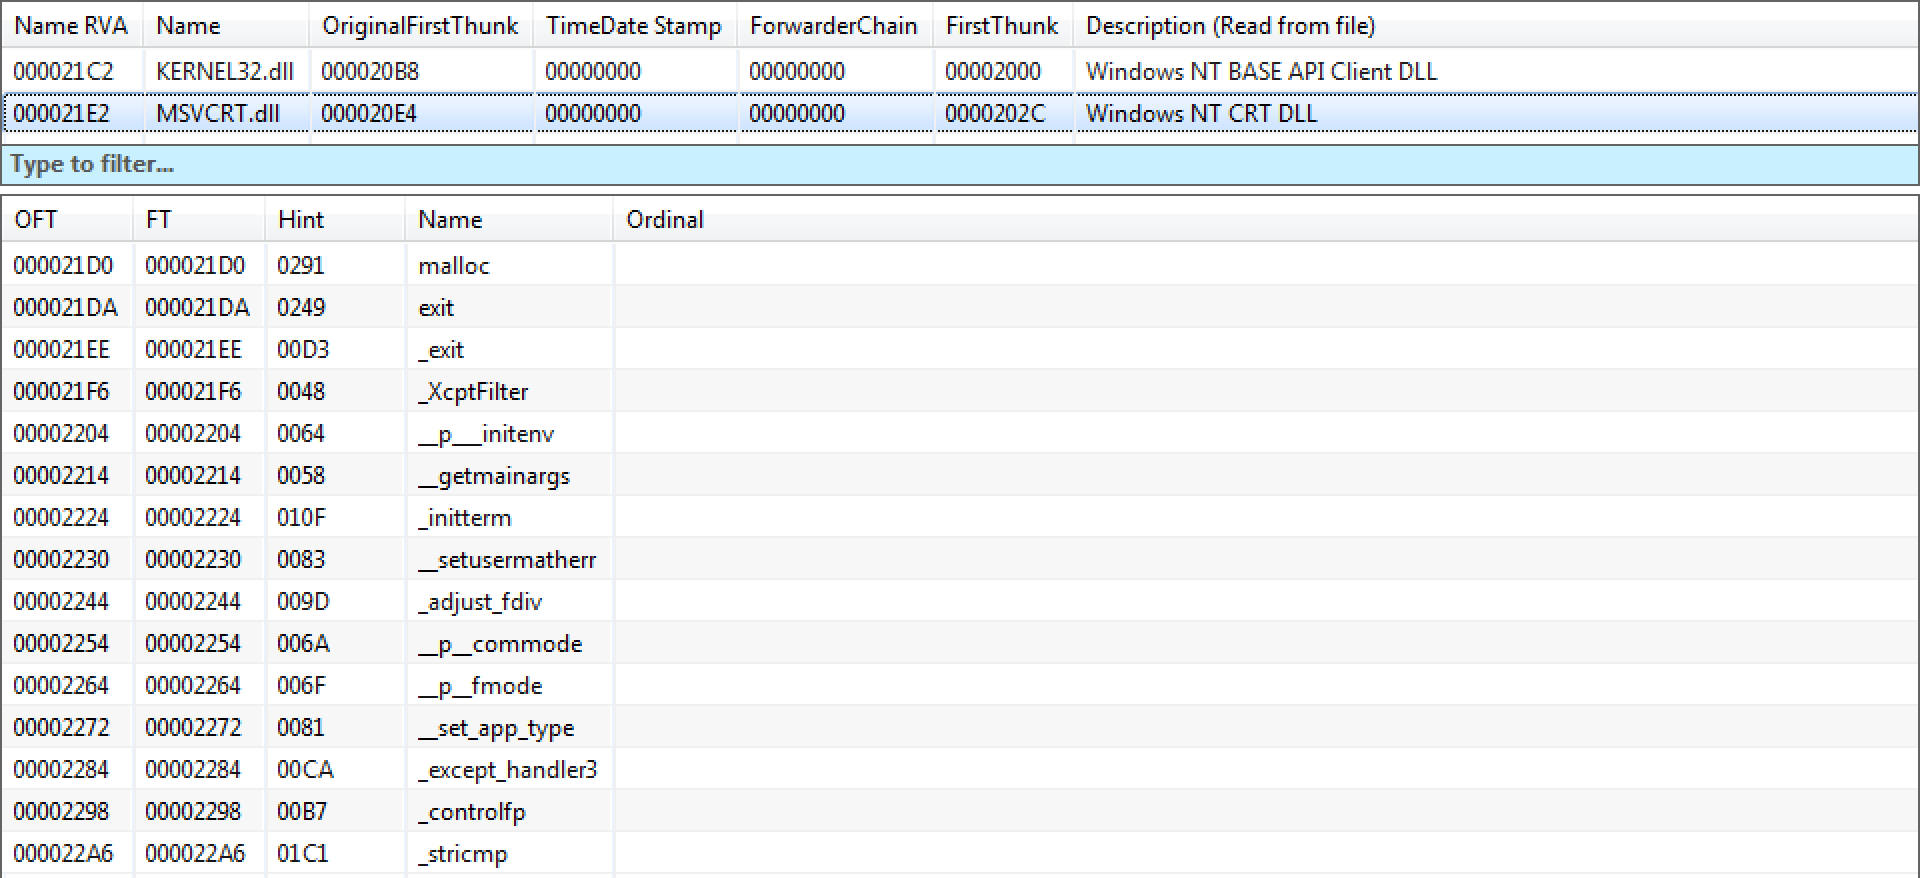 Name RVA Name OriginalFirstThunk TimeDate Stamp ForwarderChain FirstThunk Description (Read from file)
000021C2 KERNEL32.dll 000020B8 00000000 00000000 00002000 Windows NT BASE API Client DLL
000021E2 MSVCRT.dll 000020E4 00000000 00000000 0000202C Windows NT CRT DLL
Type to filter...
OFT FT Hint Name Ordinal
000021D0 000021D0 0291 malloc
000021DA 000021DA 0249 exit
000021EE 000021EE 00D3 _exit
000021F6 000021F6 0048 _XcptFilter
00002204 00002204 0064 __p___initenv
00002214 00002214 0058 __getmainargs
00002224 00002224 010F _initterm
00002230 00002230 0083 __setusermatherr
00002244 00002244 009D _adjust_fdiv
00002254 00002254 006A __p__commode
00002264 00002264 006F __p__fmode
00002272 00002272 0081 __set_app_type
00002284 00002284 00CA _except_handler3
00002298 00002298 00B7 _controlfp
000022A6 000022A6 01C1 _stricmp